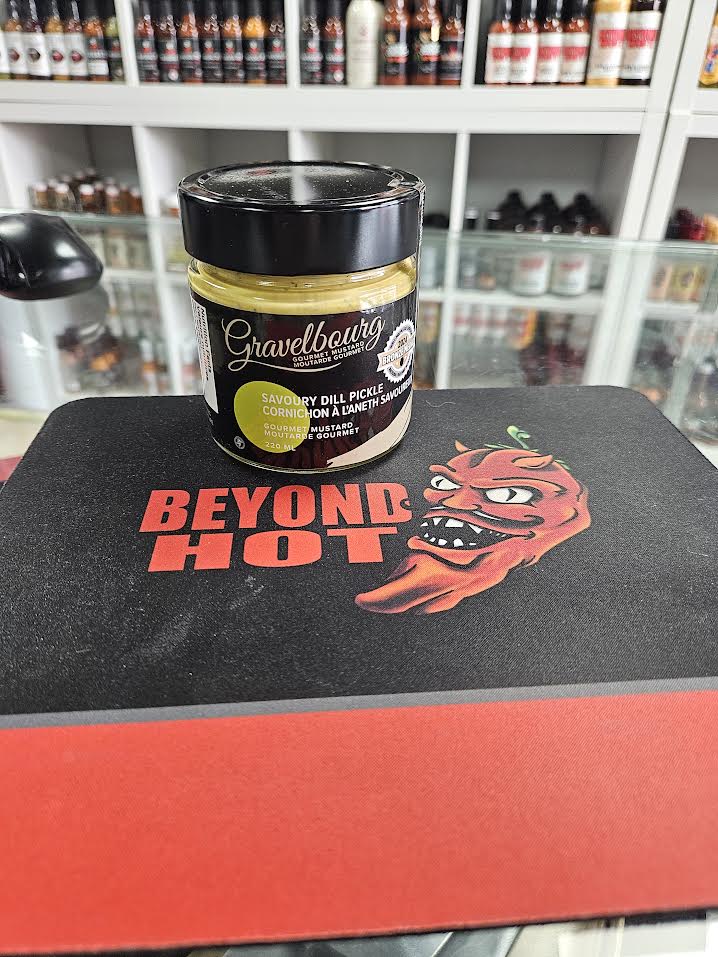 Gravelbourg
GOURMET MUSTARD
MOUTARDE GOURMET
SAVOURY DILL PICKLE
CORNICHON À L'ANETH SAVOUREUX
GOURMET MUSTARD
MOUTARDE GOURMET
220 ML
BEYOND
HOT